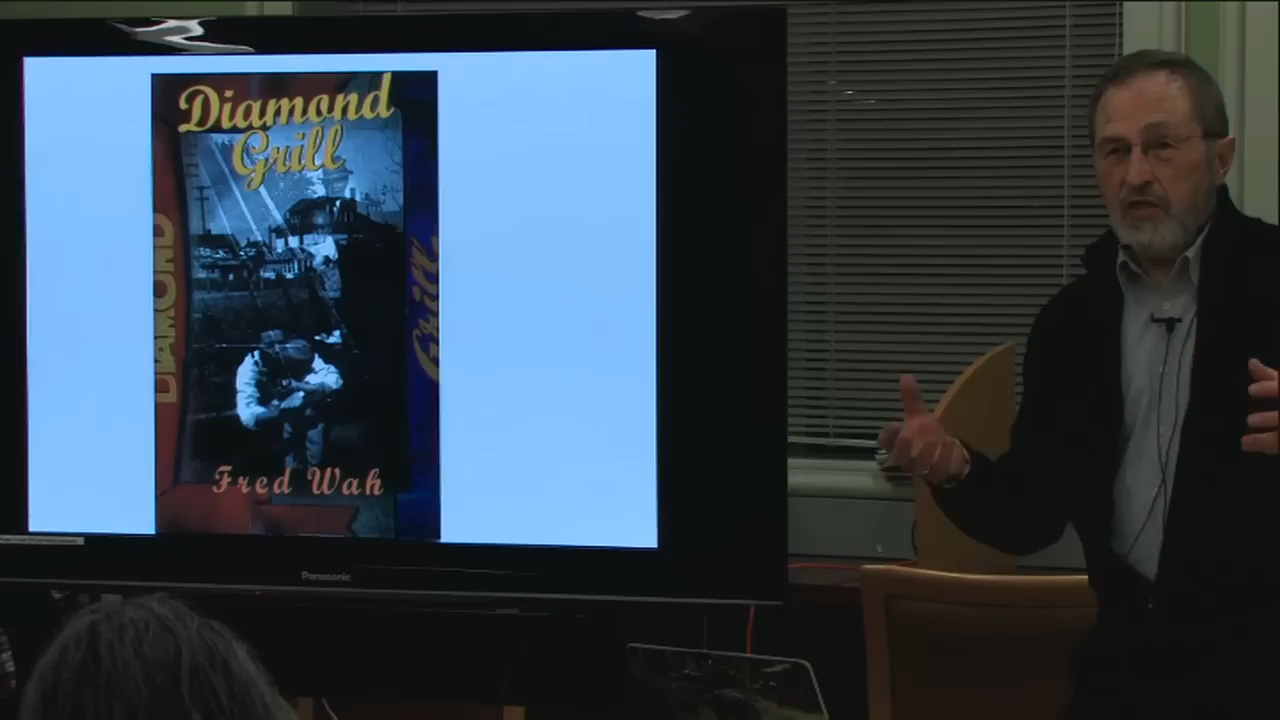 Diamond
Grill
DIAMOND
Grill
Fred Wah
Panasonic